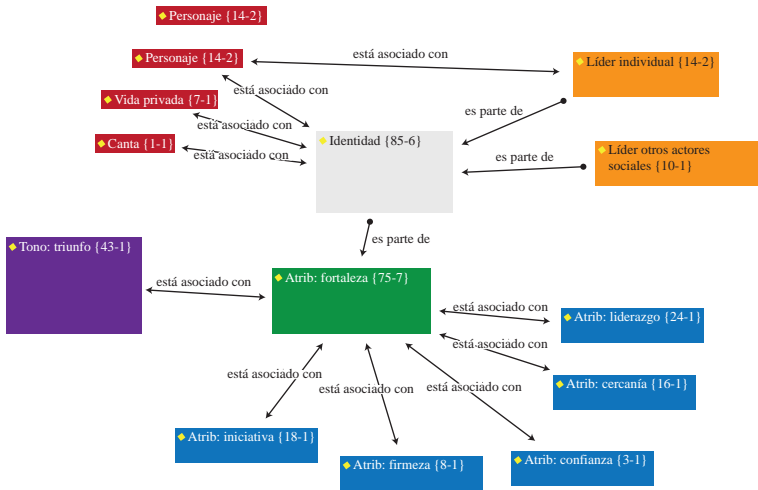 Personaje {14-2}
Personaje {14-2}
está asociado con
Líder individual {14-2}
está asociado con
Vida privada {7-1}
es parte de
está asociado con
Identidad {85-6}
Canta {1-1}
está asociado con
es parte de
Líder otros actores
sociales {10-1}
es parte de
Tono: triunfo {43-1}
está asociado con
Atrib: fortaleza {75-7}
está asociado con
Atrib: liderazgo {24-1}
está asociado con
está asociado con
está asociado con
está asociado con
Atrib: cercanía {16-1}
Atrib: iniciativa {18-1}
Atrib: firmeza {8-1}
Atrib: confianza {3-1}